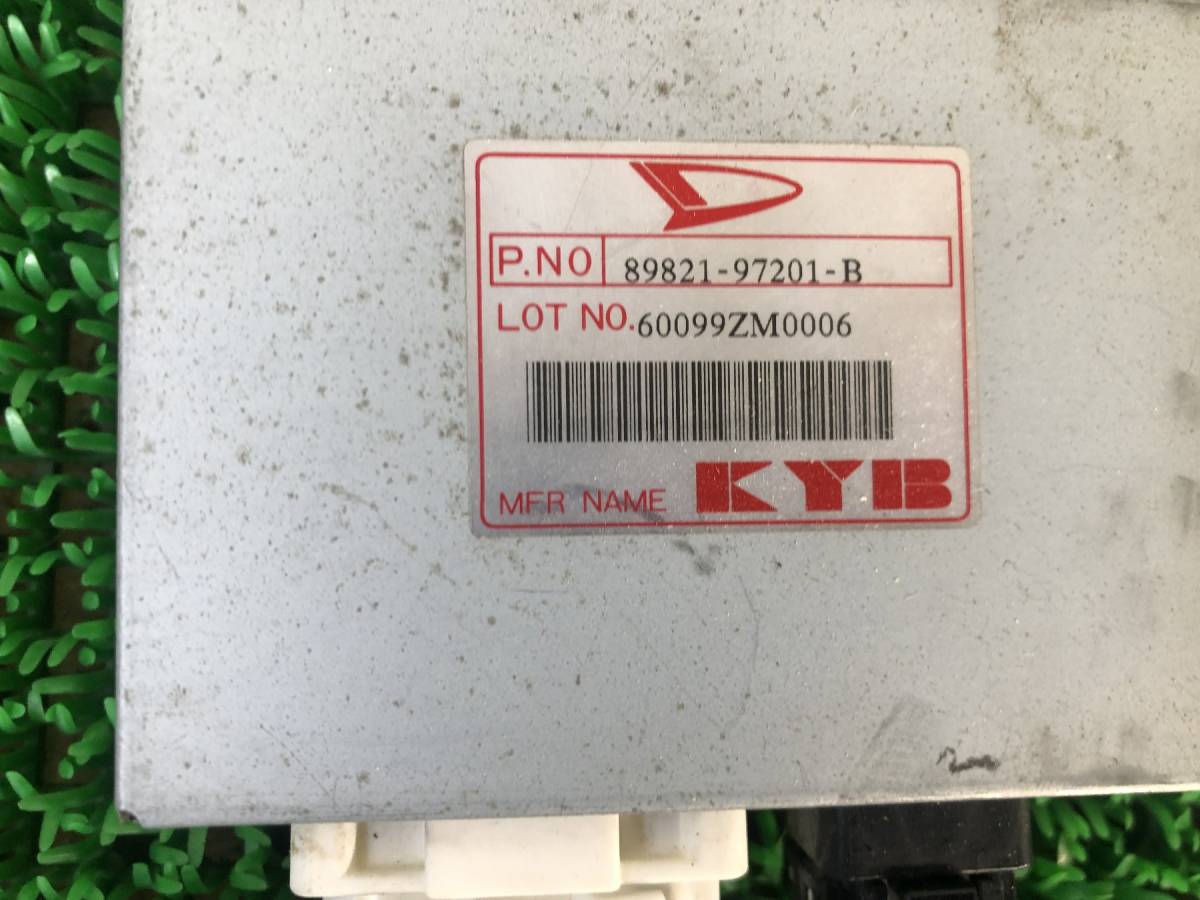 P.NO 89821-97201-B
LOT NO. 60099ZM0006
MFR NAME KYB